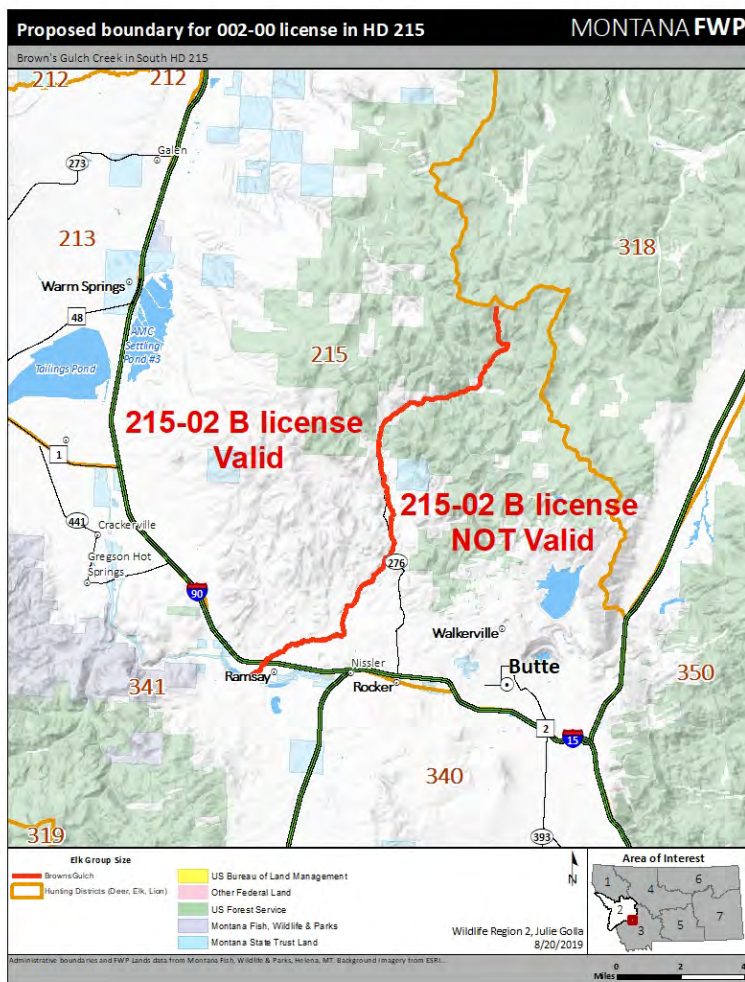 Proposed boundary for 002-00 license in HD 215
MONTANA FWP
Brown's Gulch Creek in South HD 215
212
212
Galen
273
213
318
Warm Springs
48
AMC
Settling
Pond #3
Tailings Pond
215
215-02 B license
Valid
1
215-02 B license
NOT Valid
441
Crackerville
Gregson Hot
Springs
276
90
Walkerville
Nissler
Butte
350
Ramsay
341
Rocker
2
15
340
319
393
Elk Group Size
BrownsGulch
Hunting Districts (Deer, Elk, Lion)
US Bureau of Land Management
Other Federal Land
US Forest Service
Montana Fish, Wildlife & Parks
Montana State Trust Land
N
Wildlife Region 2, Julie Golla
8/20/2019
Area of Interest
1
4
6
2
7
5
3
Administrative boundaries and FWP Lands data from Montana Fish, Wildlife & Parks, Helena, MT. Background Imagery from ESRI...
0 2 4
Miles